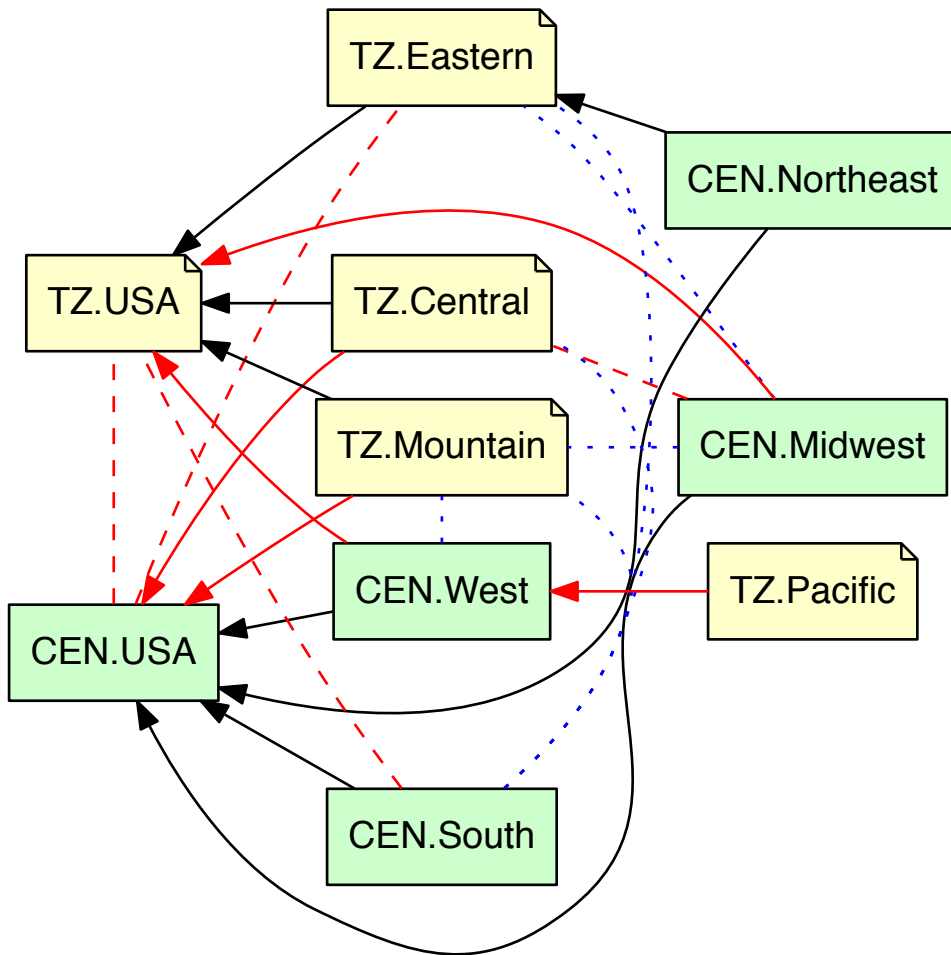 TZ.Eastern
CEN.Northeast
TZ.USA
TZ.Central
TZ.Mountain
CEN.Midwest
CEN.West
TZ.Pacific
CEN.USA
CEN.South